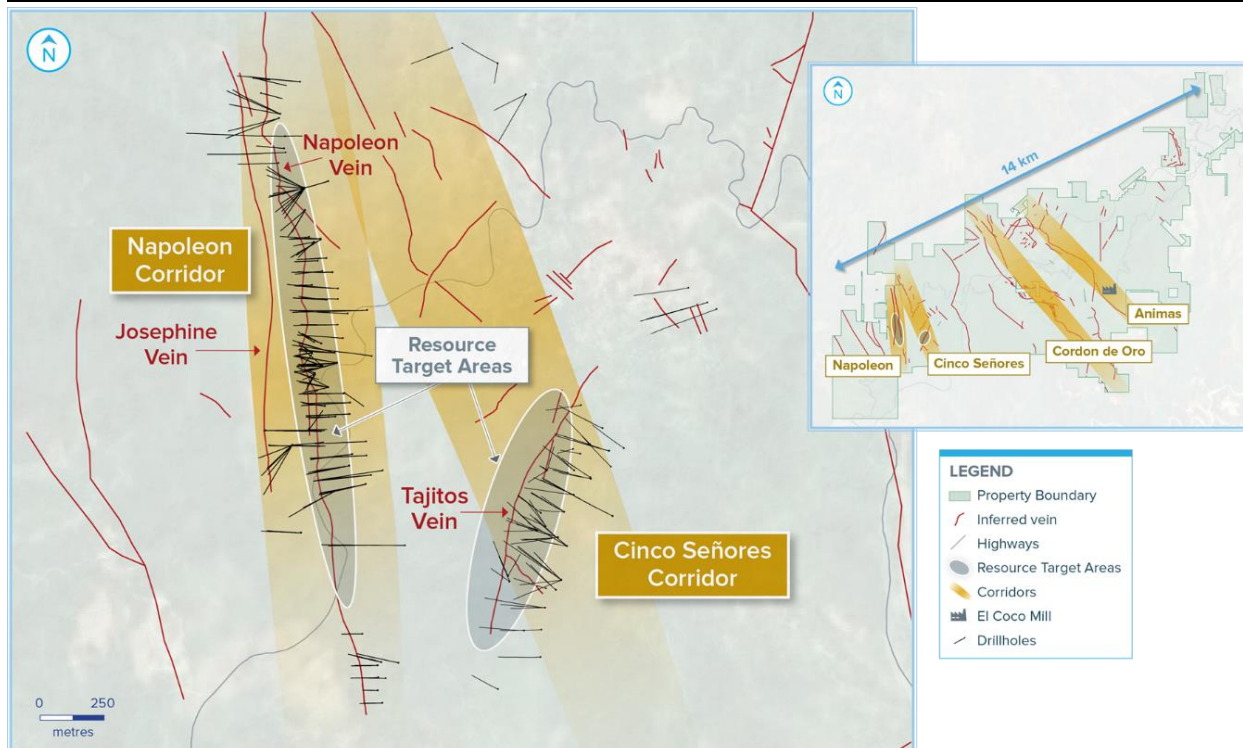 N
Napoleon
Vein
Napoleon
Corridor
Josephine
Vein
Resource
Target Areas
Tajitos
Vein
Cinco Señores
Corridor
0 250
metres
N
14 km
Animas
Cordon de Oro
Napoleon
Cinco Señores
LEGEND
Property Boundary
Inferred vein
Highways
Resource Target Areas
Corridors
El Coco Mill
Drillholes